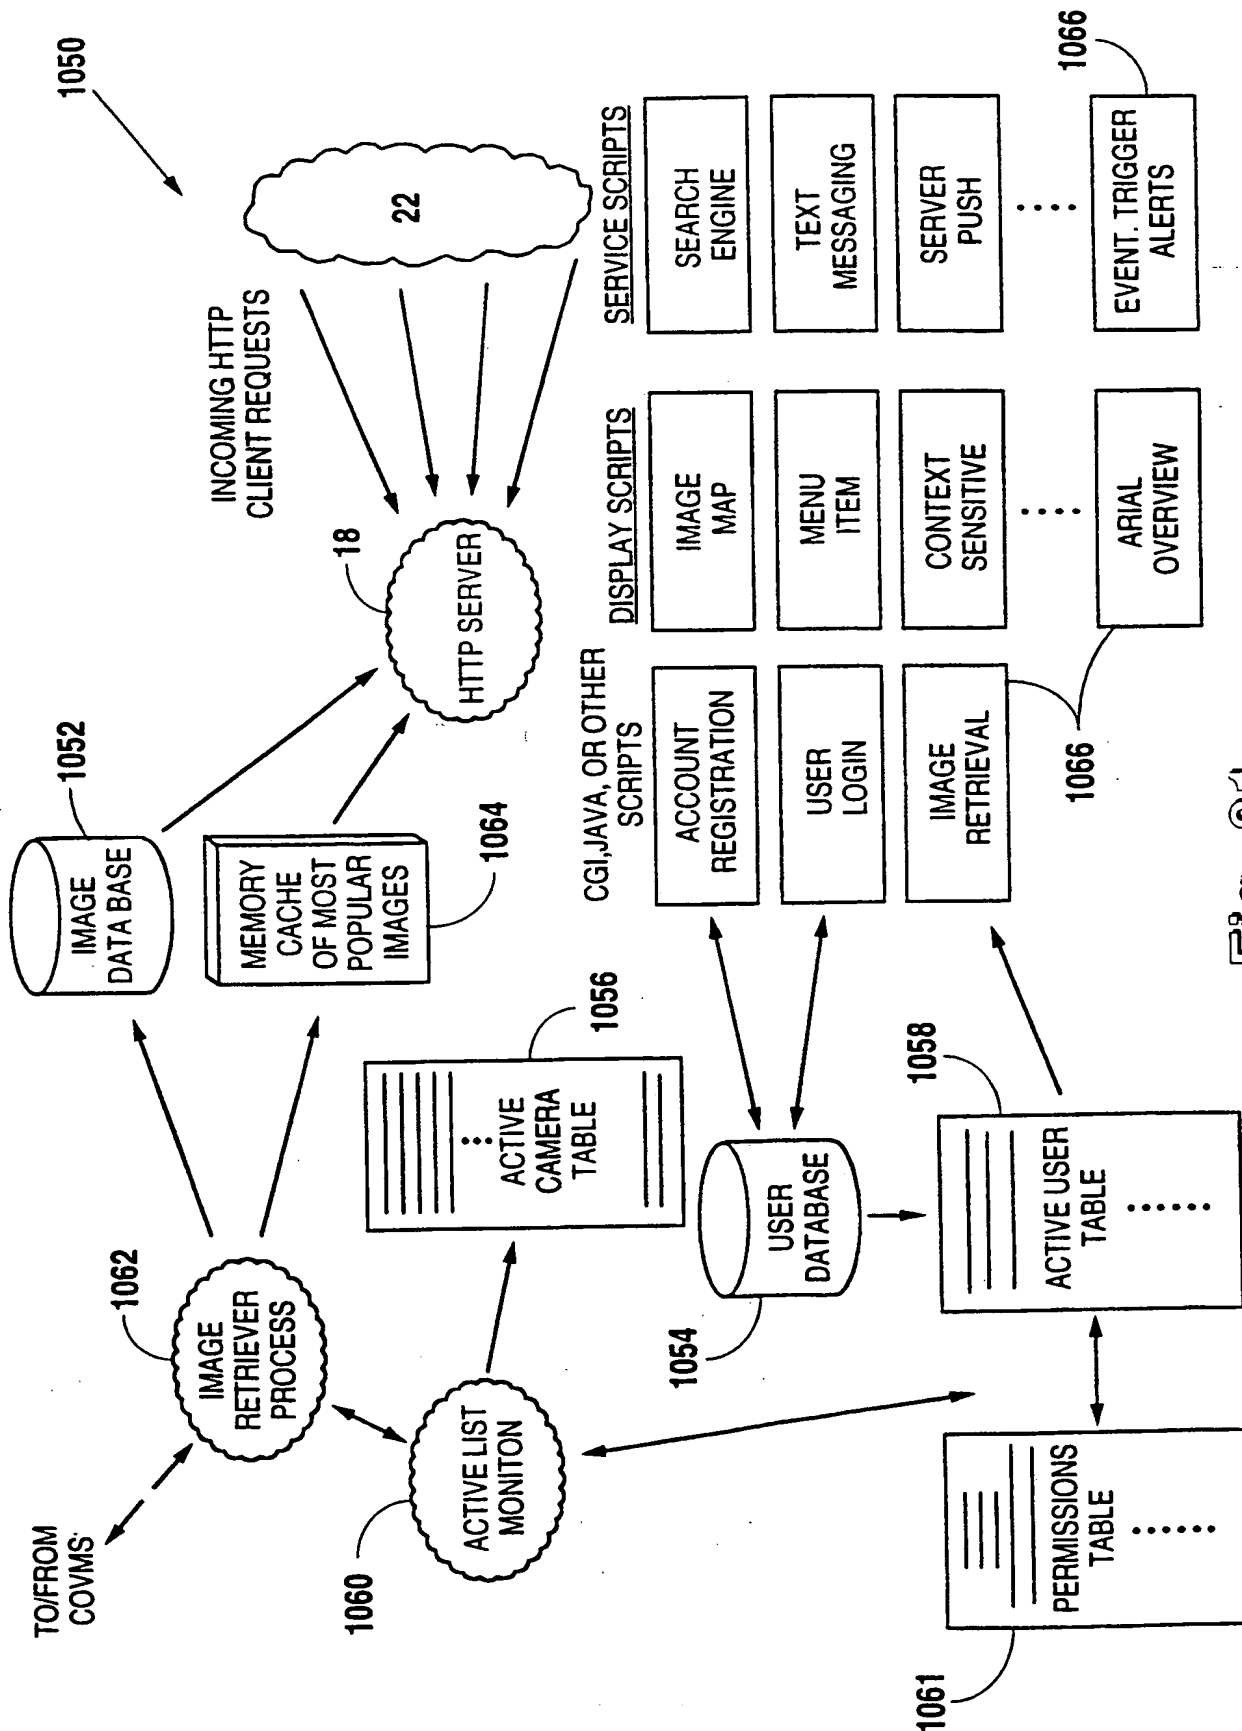 1050
INCOMING HTTP
CLIENT REQUESTS
22
TO/FROM
COVMS
1062
IMAGE
RETRIEVER
PROCESS
IMAGE
DATA BASE
1052
MEMORY
CACHE
OF MOST
POPULAR
IMAGES
1064
18
HTTP SERVER
1060
ACTIVE LIST
MONITON
ACTIVE
CAMERA
TABLE
1056
USER
DATABASE
1054
PERMISSIONS
TABLE
1061
ACTIVE USER
TABLE
1058
CGI,JAVA, OR OTHER
SCRIPTS
ACCOUNT
REGISTRATION
USER
LOGIN
IMAGE
RETRIEVAL
1066
DISPLAY SCRIPTS
IMAGE
MAP
MENU
ITEM
CONTEXT
SENSITIVE
ARIAL
OVERVIEW
SERVICE SCRIPTS
SEARCH
ENGINE
TEXT
MESSAGING
SERVER
PUSH
EVENT. TRIGGER
ALERTS
1066